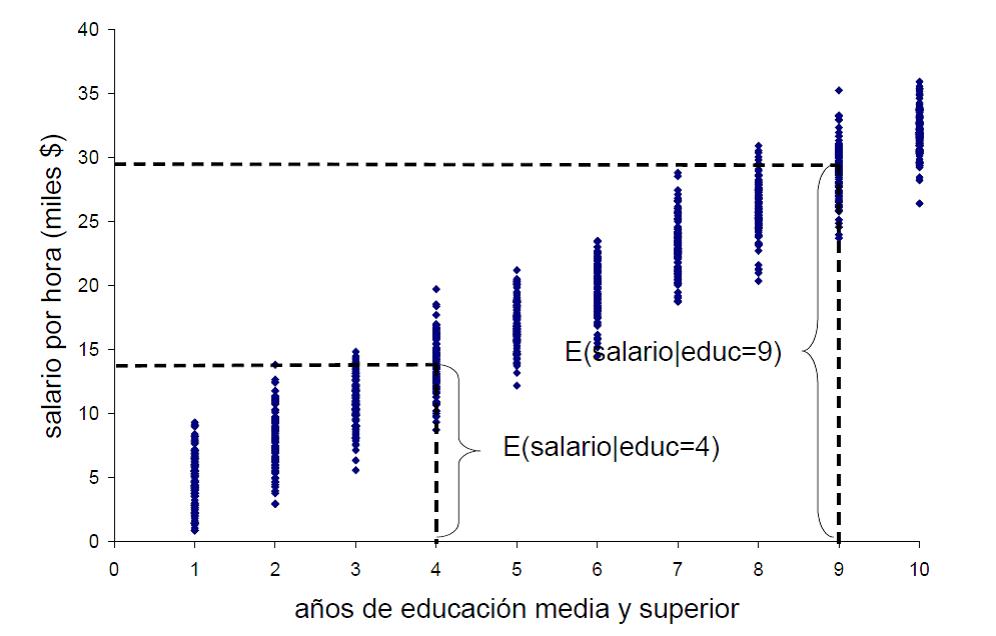 40
35
30
25
20
15
10
5
0
salario por hora (miles $)
E(salario|educ=9)
E(salario|educ=4)
0 1 2 3 4 5 6 7 8 9 10
años de educación media y superior